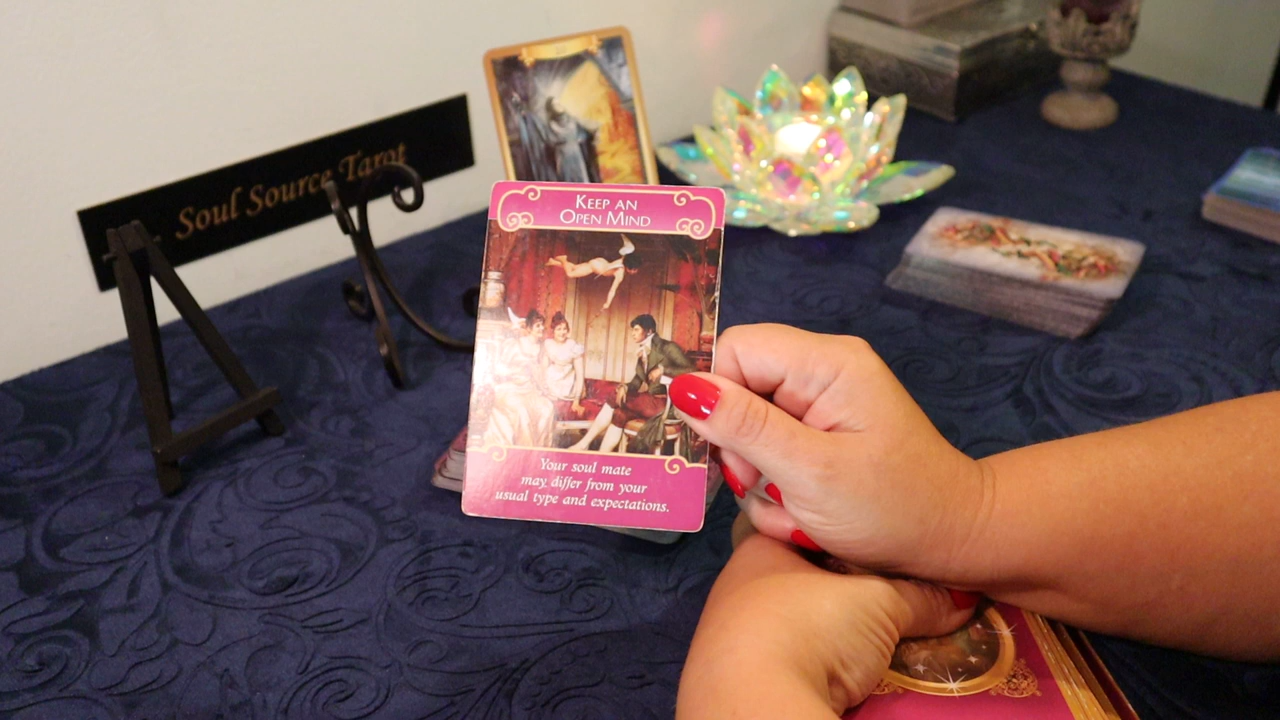 Soul Source Tarot
KEEP AN
OPEN MIND
Your soul mate
may differ from your
usual type and expectations.